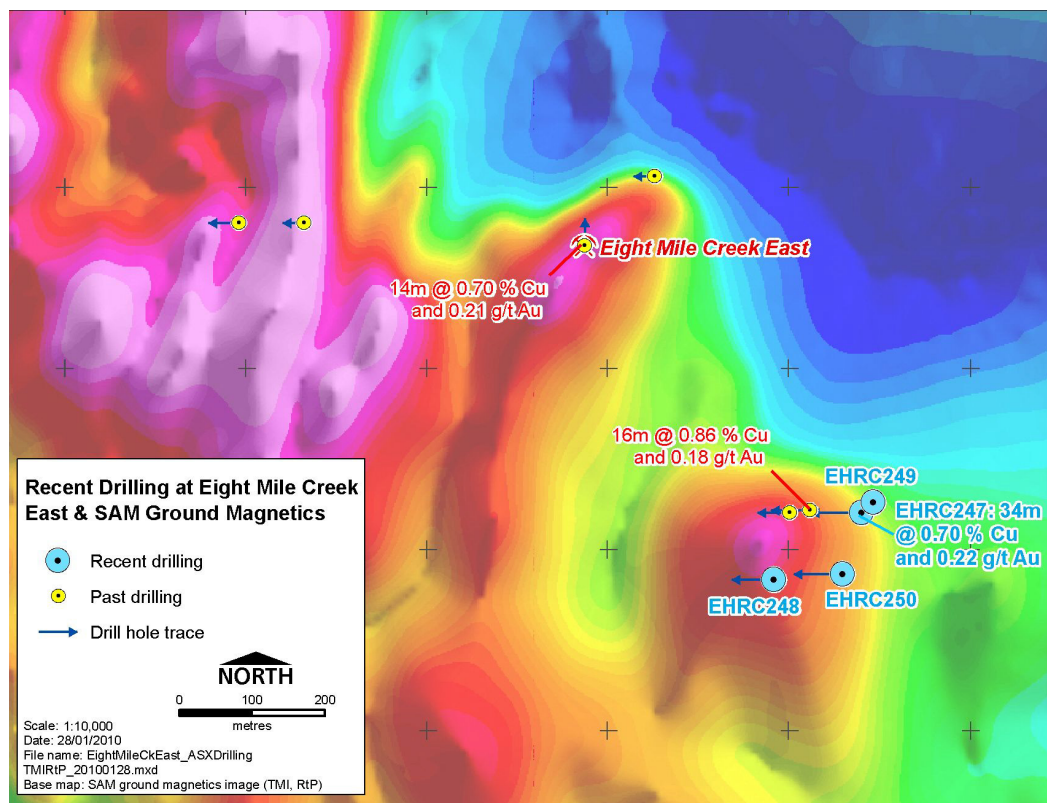 Eight Mile Creek East
14m @ 0.70 % Cu
and 0.21 g/t Au
16m @ 0.86 % Cu
and 0.18 g/t Au
EHRC249
EHRC247: 34m
@ 0.70 % Cu
and 0.22 g/t Au
EHRC248
EHRC250
Recent Drilling at Eight Mile Creek
East & SAM Ground Magnetics
Recent drilling
Past drilling
Drill hole trace
NORTH
0 100 200
metres
Scale: 1:10,000
Date: 28/01/2010
File name: EightMileCkEast_ASXDrilling
TMIRtP_20100128.mxd
Base map: SAM ground magnetics image (TMI, RtP)